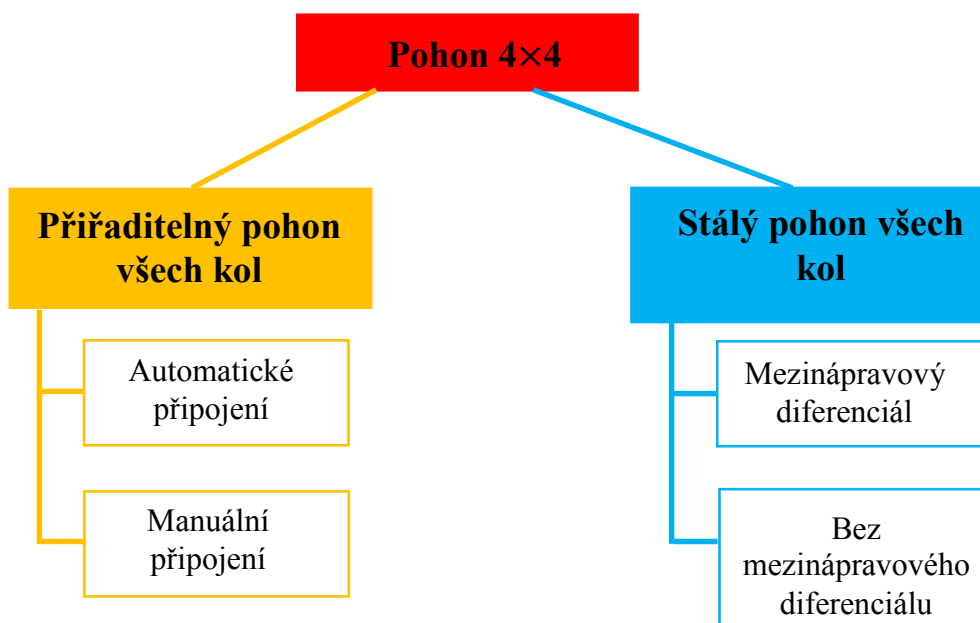 Pohon 4×4
Přiřaditelný pohon
všech kol
Automatické
připojení
Manuální
připojení
Stálý pohon všech
kol
Mezinápravový
diferenciál
Bez
mezinápravového
diferenciálu